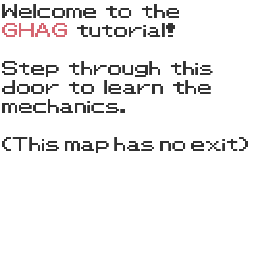 Welcome to the
GHAG tutorial!
Step through this
door to learn the
mechanics.
(This map has no exit)